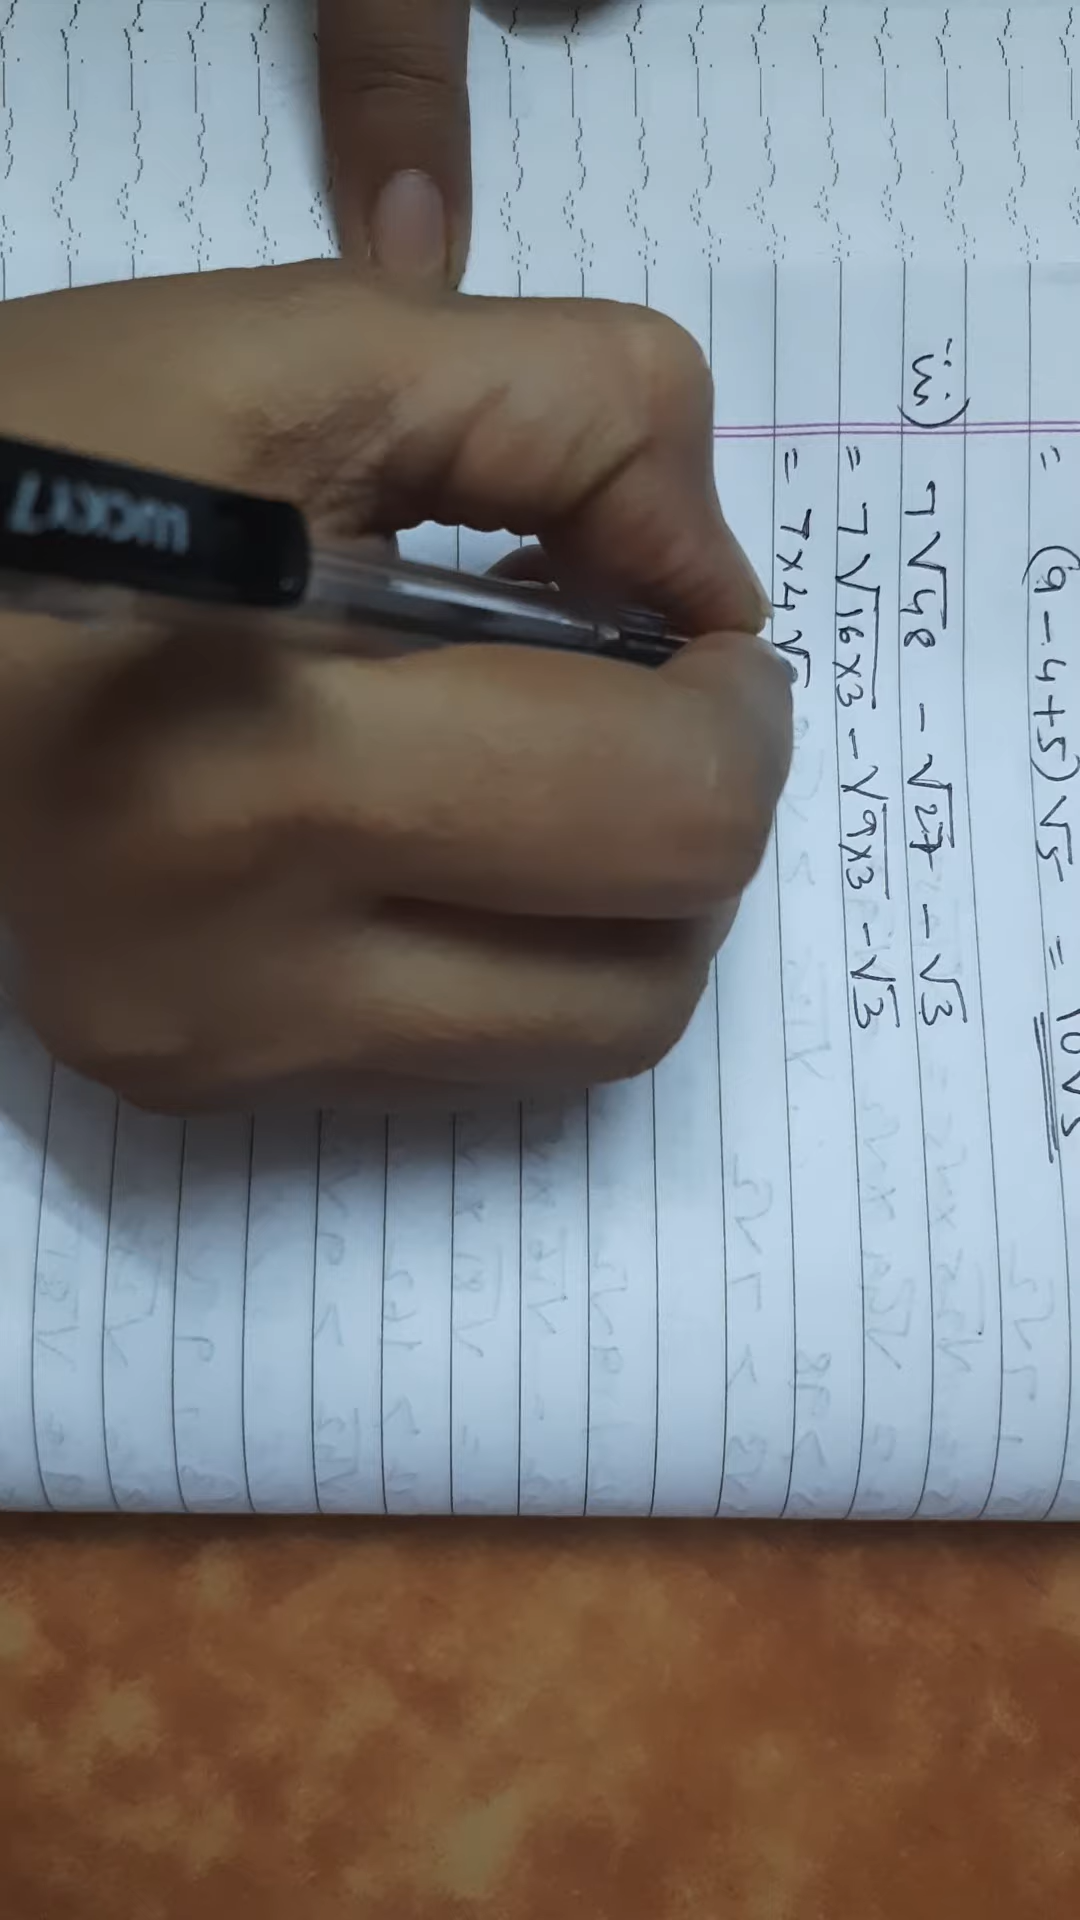 = (9-4+5)√5 = 10√5
iii) 7√48 - √27 - √3
= 7√16×3 - √9×3 - √3
= 7×4√
LUCKY7